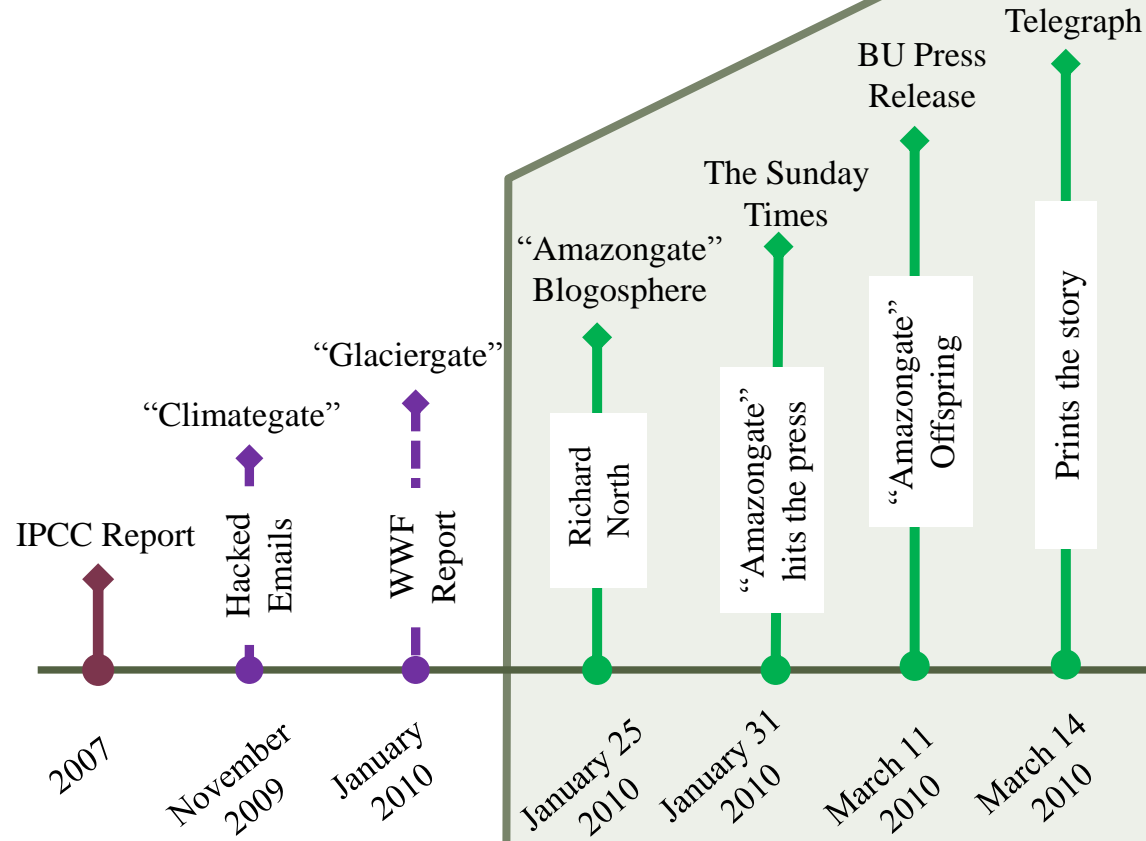 IPCC Report
2007
“Climategate”
Hacked
Emails
November
2009
“Glaciergate”
WWF
Report
January
2010
“Amazongate”
Blogosphere
Richard
North
January 25
2010
The Sunday
Times
“Amazongate”
hits the press
January 31
2010
BU Press
Release
“Amazongate”
Offspring
March 11
2010
Telegraph
Prints the story
March 14
2010